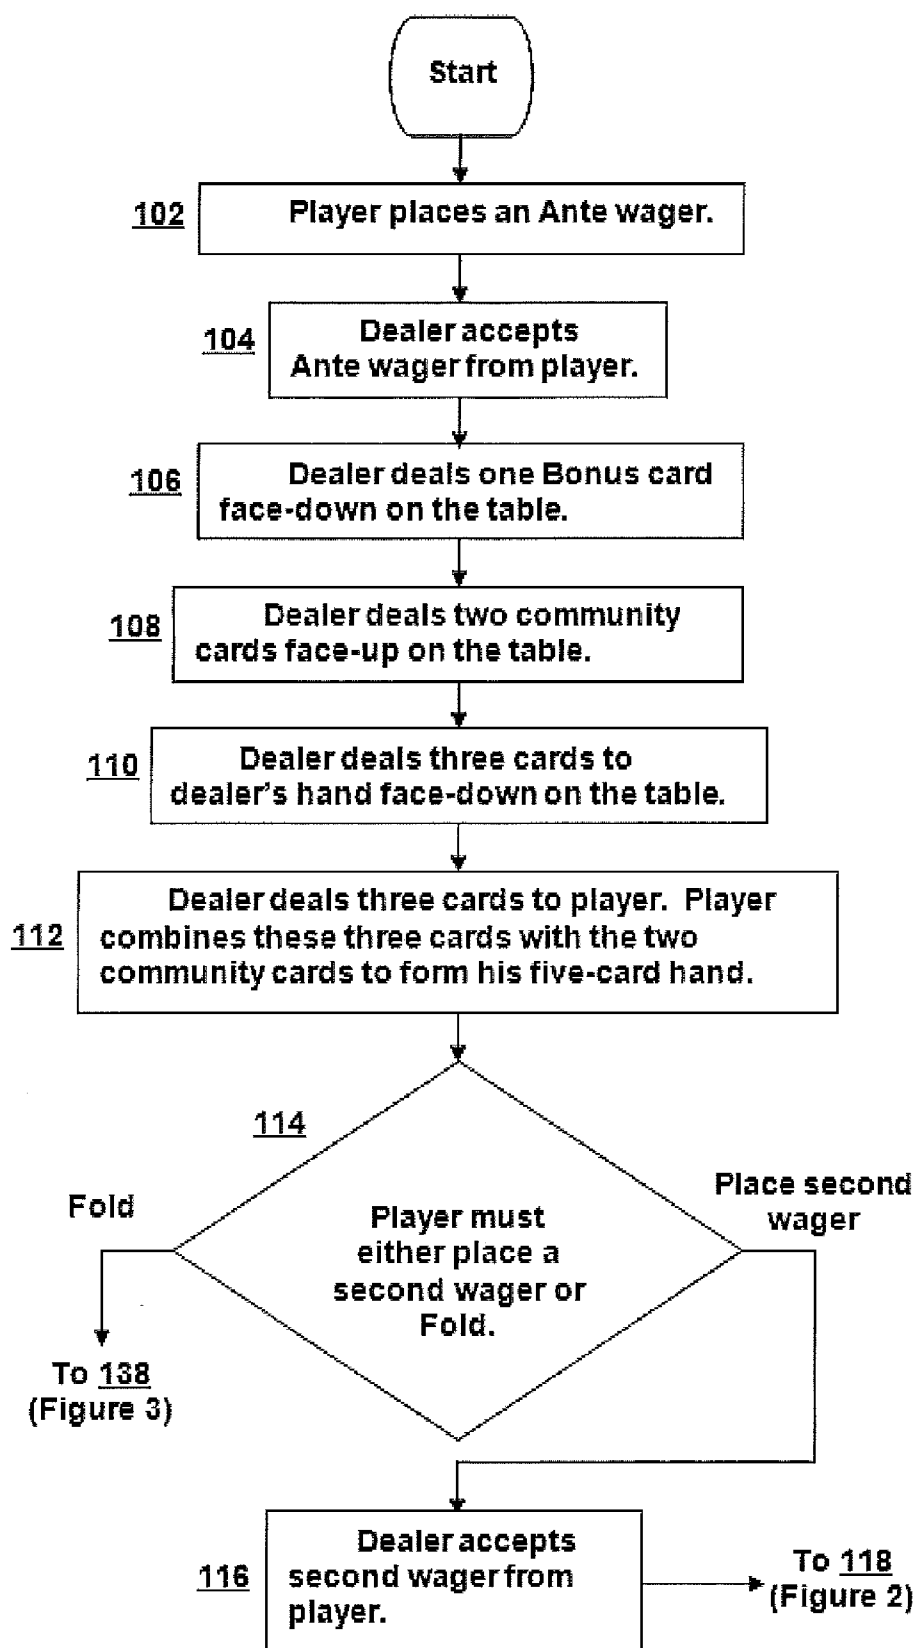 Start
102
Player places an Ante wager.
104
Dealer accepts
Ante wager from player.
106
Dealer deals one Bonus card
face-down on the table.
108
Dealer deals two community
cards face-up on the table.
110
Dealer deals three cards to
dealer's hand face-down on the table.
112
Dealer deals three cards to player. Player
combines these three cards with the two
community cards to form his five-card hand.
114
Fold
Place second
wager
Player must
either place a
second wager or
Fold.
To 138
(Figure 3)
116
Dealer accepts
second wager from
player.
To 118
(Figure 2)